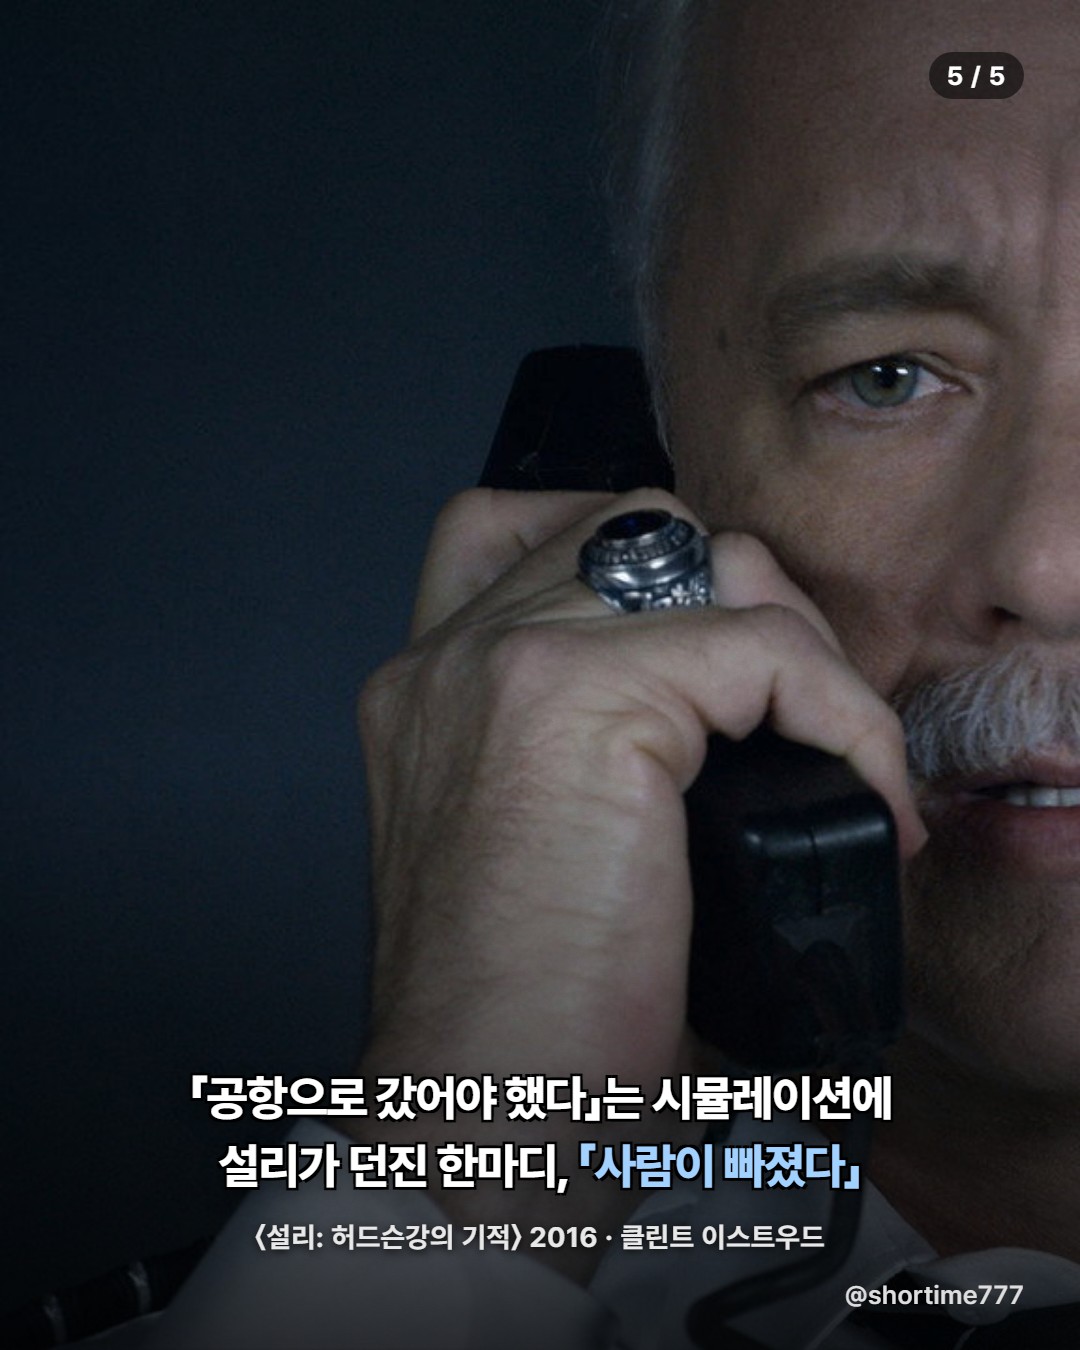 5 / 5
「공항으로 갔어야 했다」는 시뮬레이션에
설리가 던진 한마디, 「사람이 빠졌다」
〈설리: 허드슨강의 기적〉 2016 · 클린트 이스트우드
@shortime777